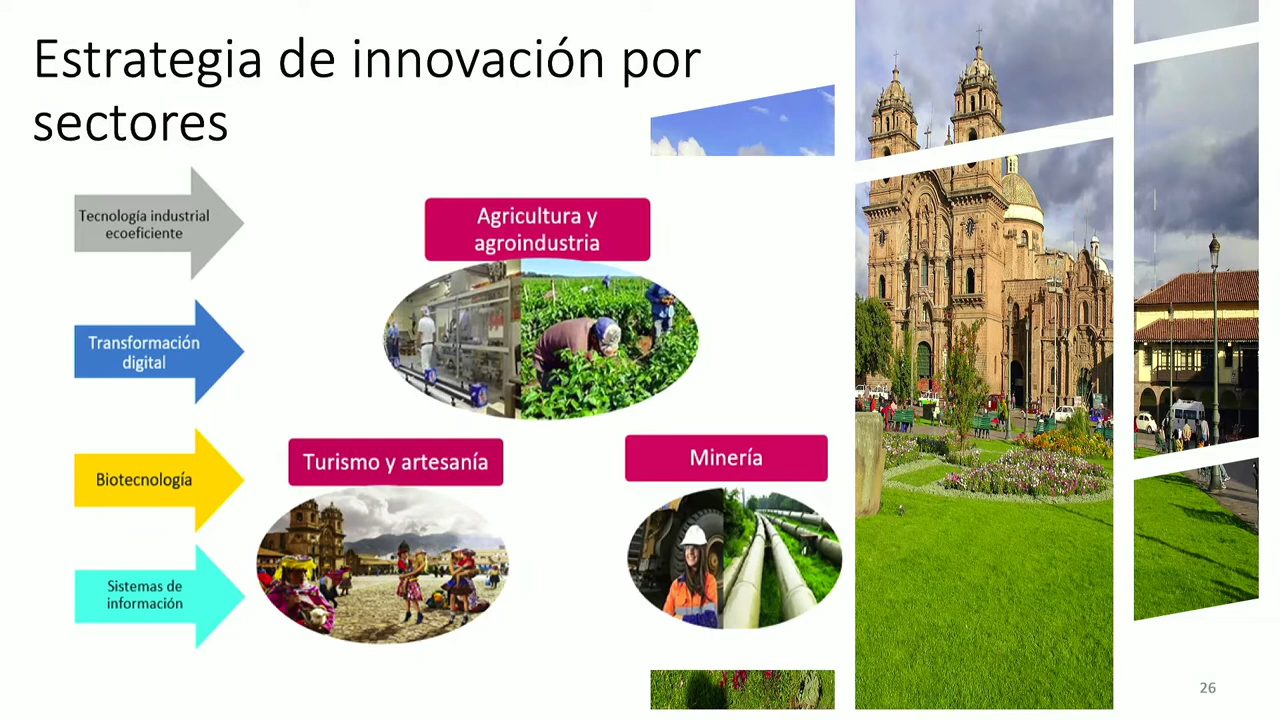 Estrategia de innovación por
sectores
Tecnología industrial
ecoeficiente
Transformación
digital
Biotecnología
Sistemas de
información
Agricultura y
agroindustria
Turismo y artesanía
Minería
26